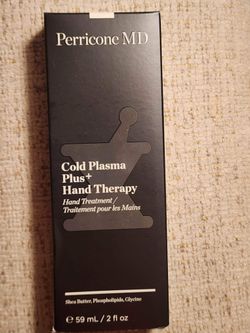 Perricone MD
Cold Plasma
Plus+
Hand Therapy
Hand Treatment /
Traitement pour les Mains
Shea Butter, Phospholipids, Glycine
℮ 59 mL / 2 fl oz